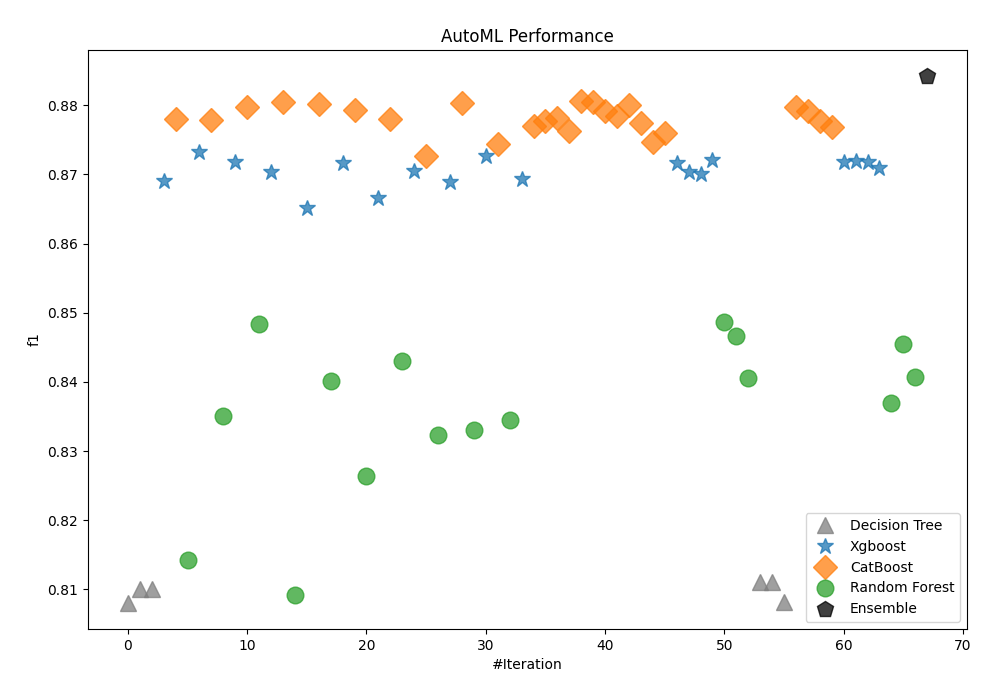 AutoML Performance
f1
0.88
0.87
0.86
0.85
0.84
0.83
0.82
0.81
0 10 20 30 40 50 60 70
#Iteration
Decision Tree
Xgboost
CatBoost
Random Forest
Ensemble